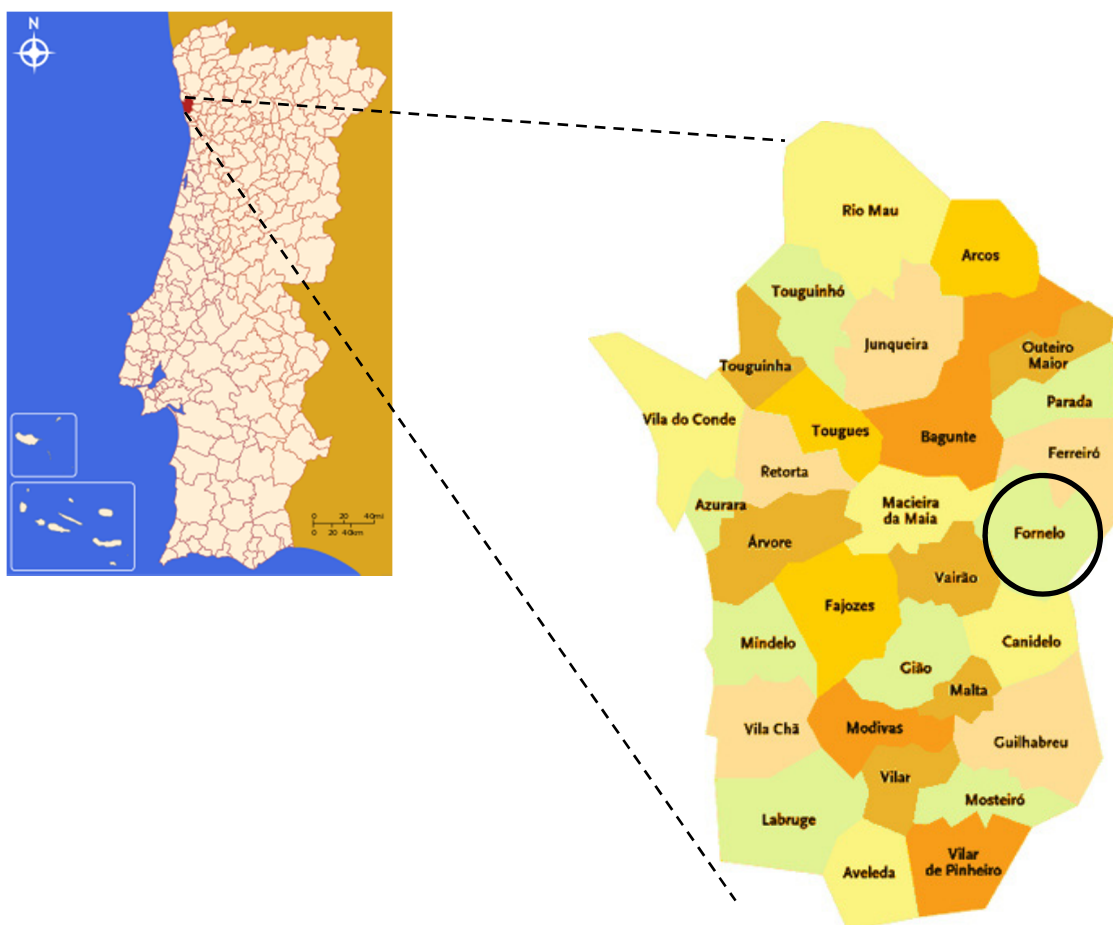 N
0 20 40mi
0 20 40km
Rio Mau
Arcos
Touguinhó
Junqueira
Outeiro
Maior
Touguinha
Parada
Vila do Conde
Tougues
Bagunte
Ferreiró
Retorta
Azurara
Macieira
da Maia
Fornelo
Árvore
Vairão
Fajozes
Mindelo
Canidelo
Gião
Malta
Vila Chã
Modivas
Guilhabreu
Vilar
Mosteiró
Labruge
Vilar
de Pinheiro
Aveleda